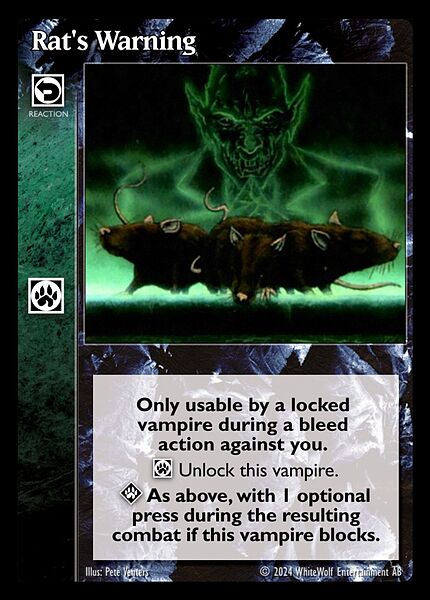 Rat's Warning
REACTION
Only usable by a locked
vampire during a bleed
action against you.
Unlock this vampire.
As above, with 1 optional
press during the resulting
combat if this vampire blocks.
Illus: Pete Venters
© 2024 WhiteWolf Entertainment AB